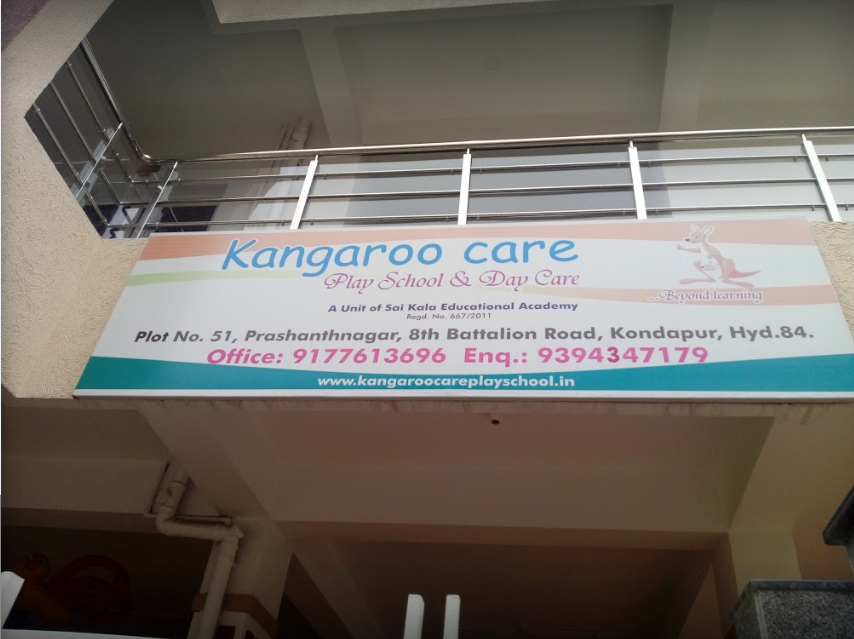 Kangaroo care
Play School & Day Care
...Beyond learning
A Unit of Sai Kala Educational Academy
Regd. No. 667/2011
Plot No. 51, Prashanthnagar, 8th Battalion Road, Kondapur, Hyd.84.
Office: 9177613696 Enq.: 9394347179
www.kangaroocareplayschool.in